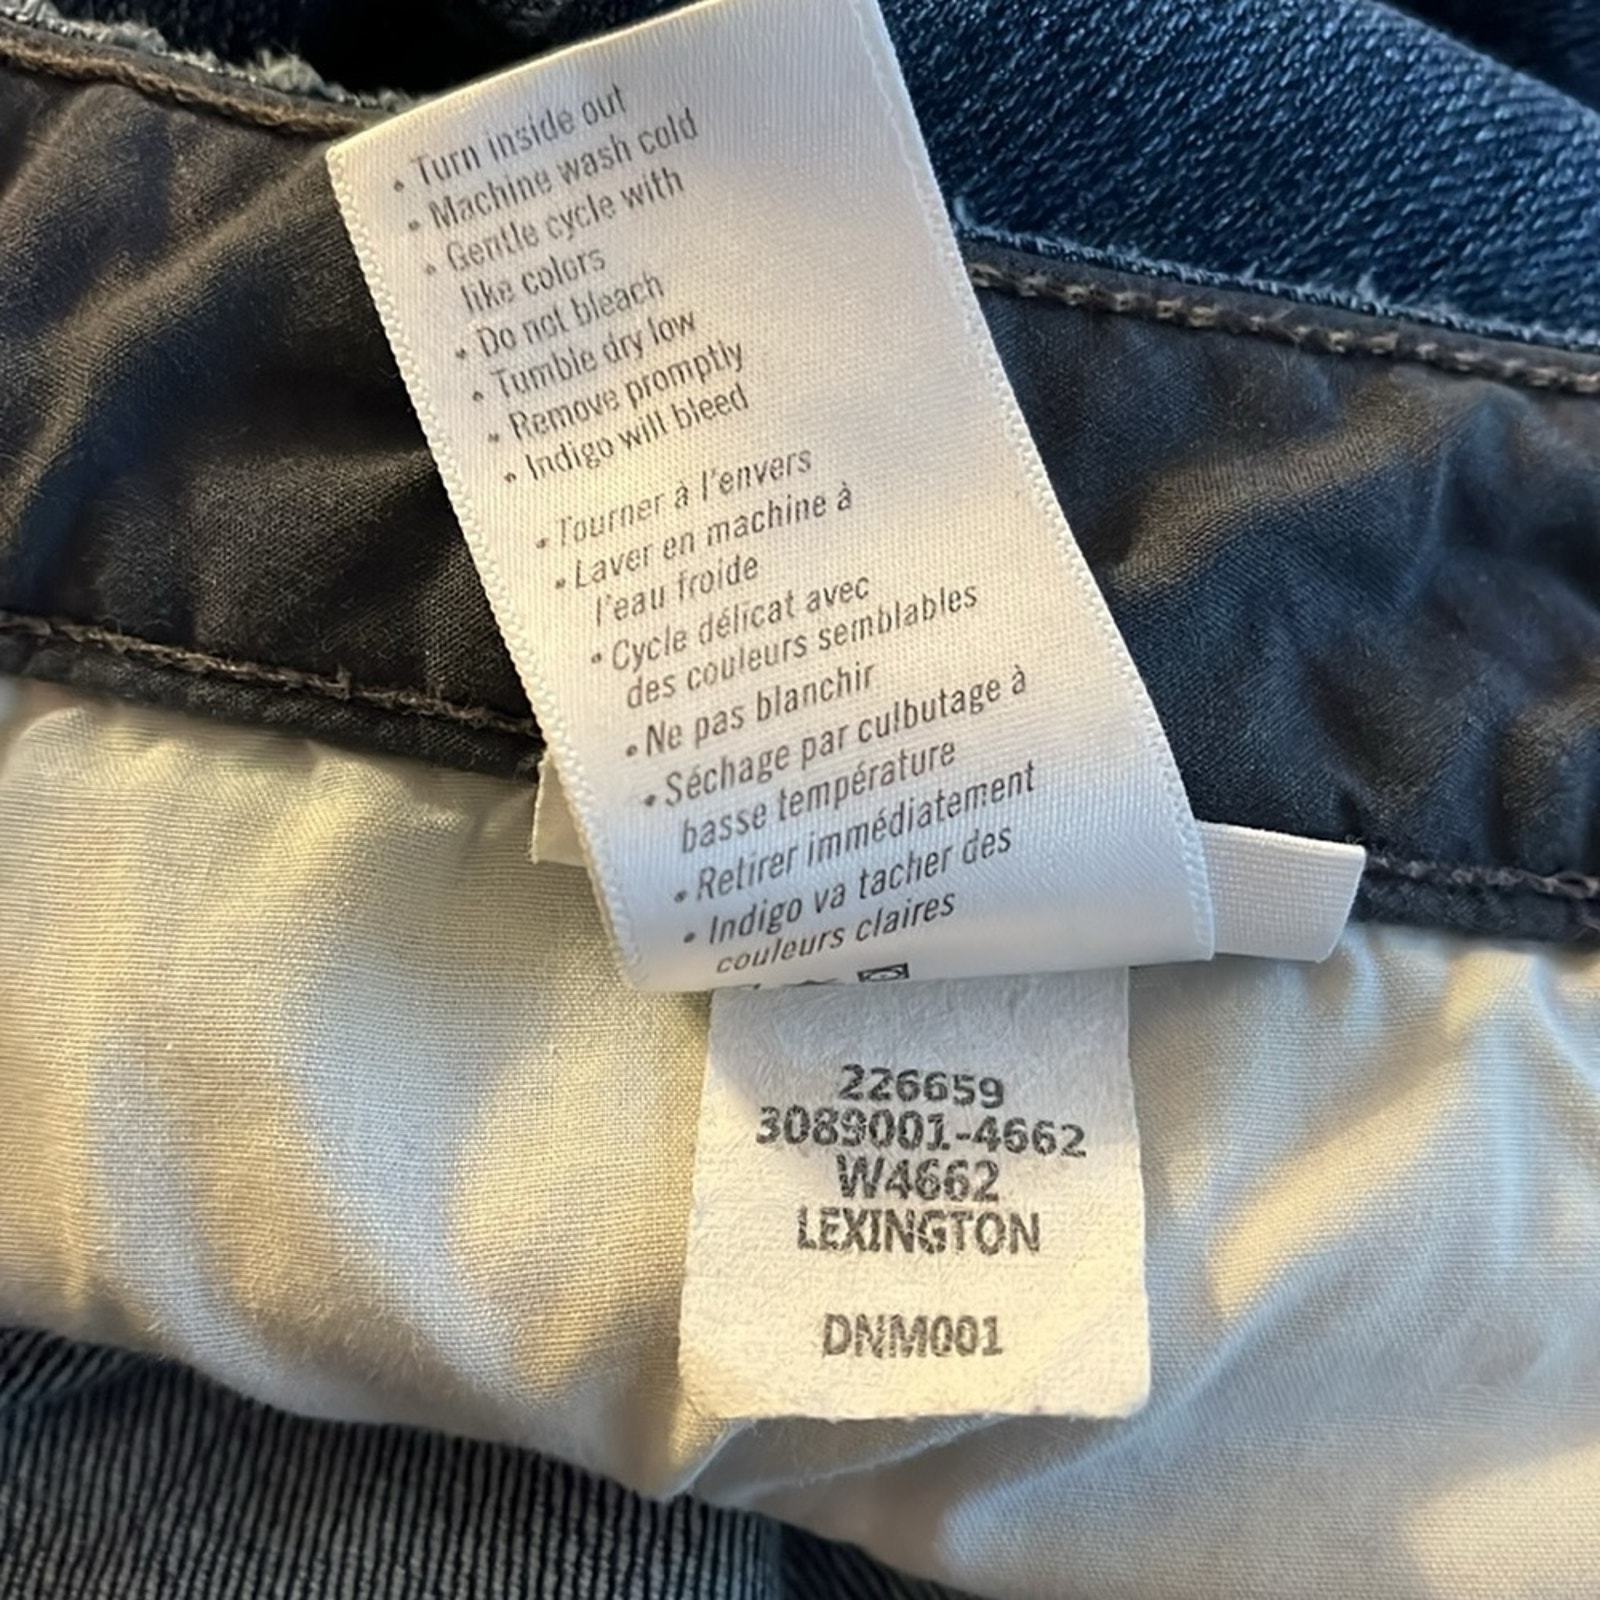 • Turn inside out
• Machine wash cold
• Gentle cycle with
like colors
• Do not bleach
• Tumble dry low
• Remove promptly
• Indigo will bleed
• Tourner à l'envers
• Laver en machine à
l'eau froide
• Cycle délicat avec
des couleurs semblables
• Ne pas blanchir
• Séchage par culbutage à
basse température
• Retirer immédiatement
• Indigo va tacher des
couleurs claires
226659
3089001-4662
W4662
LEXINGTON
DNM001